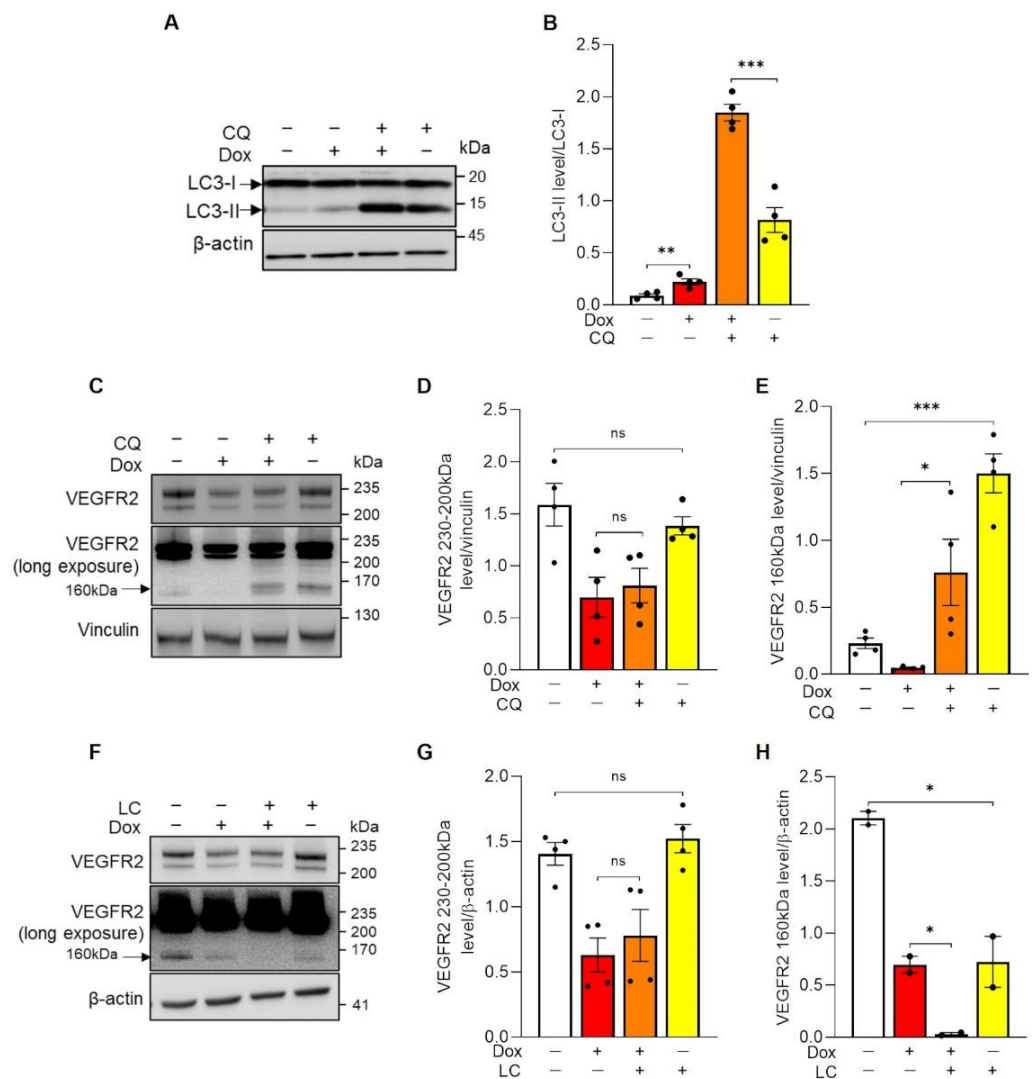 A
CQ – – + +
Dox – + + – kDa
LC3-I
20
LC3-II
15
45
β-actin
B
LC3-II level/LC3-I
2.5
2.0
1.5
1.0
0.5
0.0
**
***
Dox – + + –
CQ – – + +
C
CQ – – + +
Dox – + + – kDa
VEGFR2
235
200
VEGFR2
(long exposure)
235
200
170
160kDa
130
Vinculin
D
VEGFR2 230-200kDa
level/vinculin
2.5
2.0
1.5
1.0
0.5
0.0
ns
ns
Dox – + + –
CQ – – + +
E
VEGFR2 160kDa level/vinculin
2.0
1.5
1.0
0.5
0.0
***
*
Dox – + + –
CQ – – + +
F
LC – – + +
Dox – + + – kDa
VEGFR2
235
200
VEGFR2
(long exposure)
235
200
170
160kDa
β-actin
41
G
VEGFR2 230-200kDa
level/β-actin
2.0
1.5
1.0
0.5
0.0
ns
ns
Dox – + + –
LC – – + +
H
VEGFR2 160kDa level/β-actin
2.5
2.0
1.5
1.0
0.5
0.0
*
*
Dox – + + –
LC – – + +